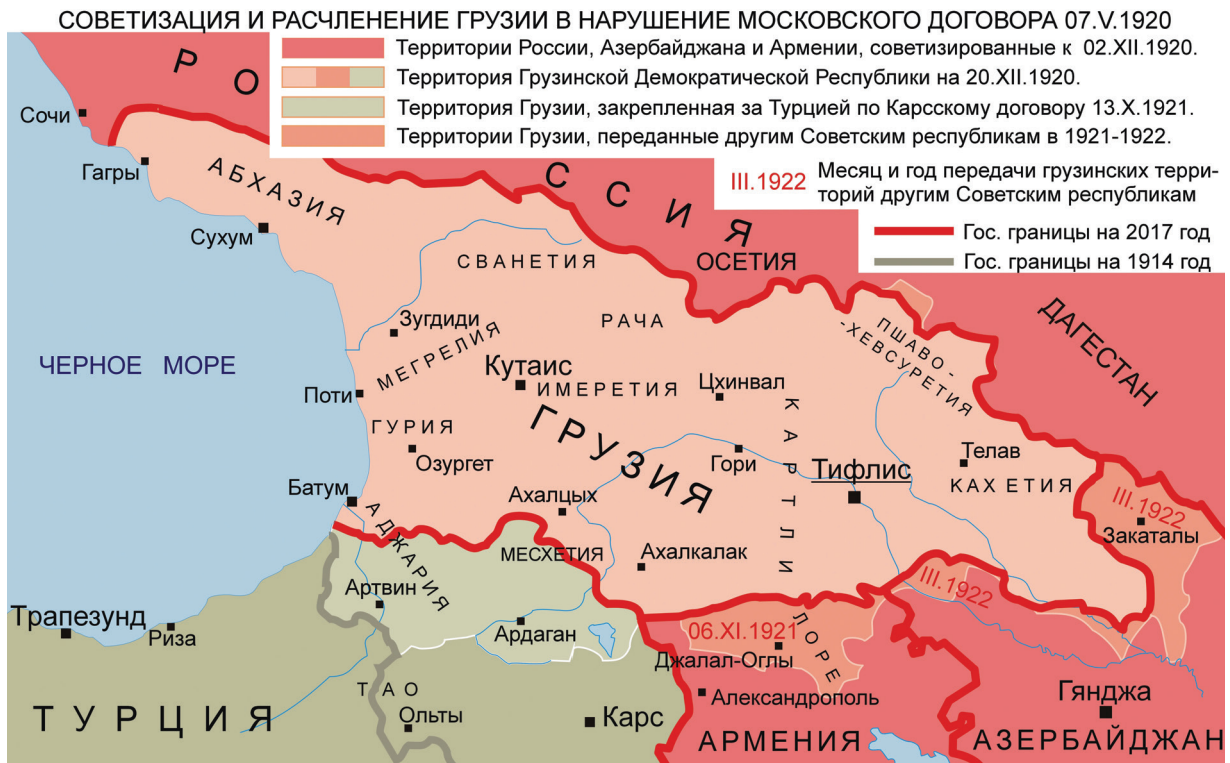 СОВЕТИЗАЦИЯ И РАСЧЛЕНЕНИЕ ГРУЗИИ В НАРУШЕНИЕ МОСКОВСКОГО ДОГОВОРА 07.V.1920
Территории России, Азербайджана и Армении, советизированные к 02.XII.1920.
Территория Грузинской Демократической Республики на 20.XII.1920.
Территория Грузии, закрепленная за Турцией по Карсскому договору 13.X.1921.
Территории Грузии, переданные другим Советским республикам в 1921-1922.
III.1922 Месяц и год передачи грузинских терри-
торий другим Советским республикам
Гос. границы на 2017 год
Гос. границы на 1914 год
РОССИЯ
Сочи
Гагры
АБХАЗИЯ
Сухум
СВАНЕТИЯ
ОСЕТИЯ
ДАГЕСТАН
РАЧА
Зугдиди
МЕГРЕЛИЯ
ПШАВО-
-ХЕВСУРЕТИЯ
ЧЕРНОЕ МОРЕ
Кутаис
ИМЕРЕТИЯ
Цхинвал
Поти
КАРТЛИ
ГРУЗИЯ
ГУРИЯ
Озургет
Гори
Тифлис
Телав
КАХЕТИЯ
Батум
Ахалцых
III.1922
Закаталы
АДЖАРИЯ
МЕСХЕТИЯ
Ахалкалак
III.1922
Артвин
Трапезунд
Риза
Ардаган
06.XI.1921
ЛОРЕ
Джалал-Оглы
ТАО
Александрополь
Гянджа
ТУРЦИЯ
Ольты
Карс
АРМЕНИЯ
АЗЕРБАЙДЖАН